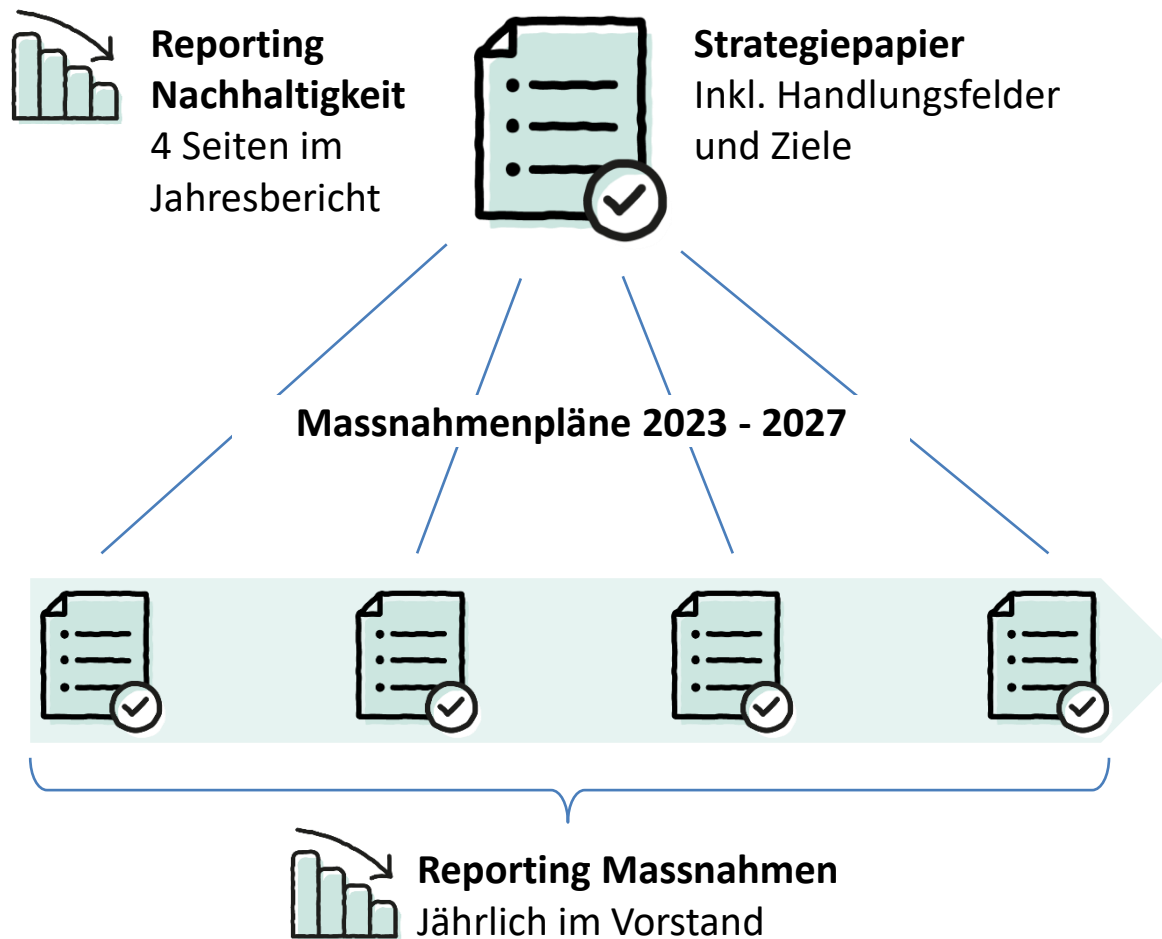 Reporting
Nachhaltigkeit
4 Seiten im
Jahresbericht
Strategiepapier
Inkl. Handlungsfelder
und Ziele
Massnahmenpläne 2023 - 2027
Reporting Massnahmen
Jährlich im Vorstand